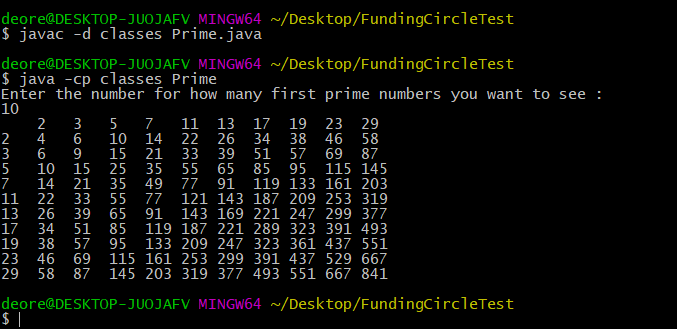 deore@DESKTOP-JUOJAFV MINGW64 ~/Desktop/FundingCircleTest
$ javac -d classes Prime.java

deore@DESKTOP-JUOJAFV MINGW64 ~/Desktop/FundingCircleTest
$ java -cp classes Prime
Enter the number for how many first prime numbers you want to see :
10
    2   3   5   7   11  13  17  19  23  29
2   4   6   10  14  22  26  34  38  46  58
3   6   9   15  21  33  39  51  57  69  87
5   10  15  25  35  55  65  85  95  115 145
7   14  21  35  49  77  91  119 133 161 203
11  22  33  55  77  121 143 187 209 253 319
13  26  39  65  91  143 169 221 247 299 377
17  34  51  85  119 187 221 289 323 391 493
19  38  57  95  133 209 247 323 361 437 551
23  46  69  115 161 253 299 391 437 529 667
29  58  87  145 203 319 377 493 551 667 841

deore@DESKTOP-JUOJAFV MINGW64 ~/Desktop/FundingCircleTest
$